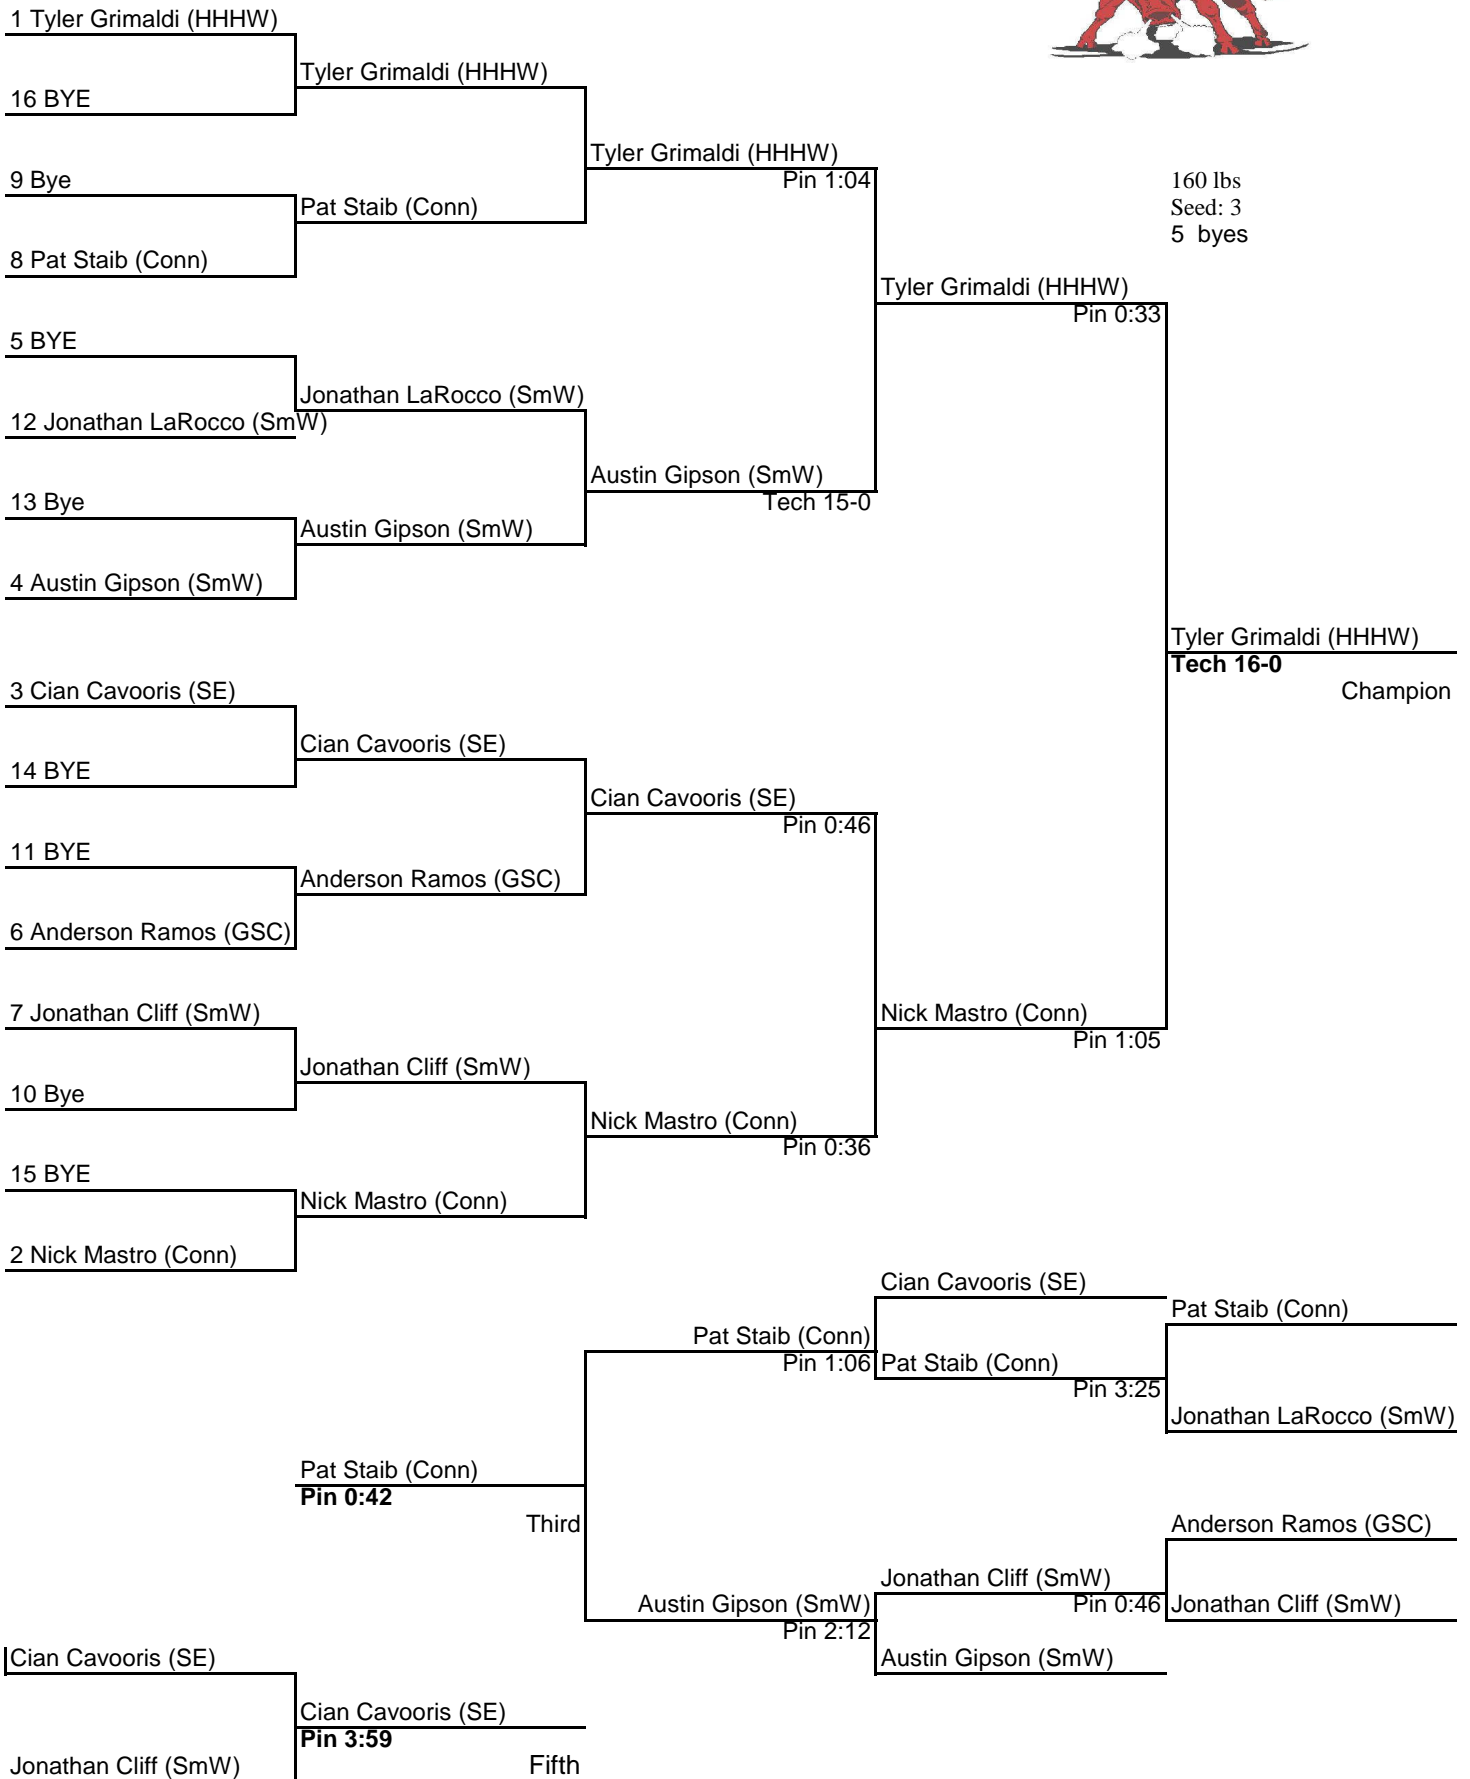 1 Tyler Grimaldi (HHHW)
Tyler Grimaldi (HHHW)
16 BYE
Tyler Grimaldi (HHHW)
Pin 1:04
9 Bye
Pat Staib (Conn)
8 Pat Staib (Conn)
160 lbs
Seed: 3
5 byes
Tyler Grimaldi (HHHW)
Pin 0:33
5 BYE
Jonathan LaRocco (SmW)
12 Jonathan LaRocco (SmW)
Austin Gipson (SmW)
Tech 15-0
13 Bye
Austin Gipson (SmW)
4 Austin Gipson (SmW)
Tyler Grimaldi (HHHW)
Tech 16-0
Champion
3 Cian Cavooris (SE)
Cian Cavooris (SE)
14 BYE
Cian Cavooris (SE)
Pin 0:46
11 BYE
Anderson Ramos (GSC)
6 Anderson Ramos (GSC)
7 Jonathan Cliff (SmW)
Nick Mastro (Conn)
Pin 1:05
Jonathan Cliff (SmW)
10 Bye
Nick Mastro (Conn)
Pin 0:36
15 BYE
Nick Mastro (Conn)
2 Nick Mastro (Conn)
Cian Cavooris (SE)
Pat Staib (Conn)
Pat Staib (Conn)
Pin 1:06
Pat Staib (Conn)
Pin 3:25
Jonathan LaRocco (SmW)
Pat Staib (Conn)
Pin 0:42
Third
Anderson Ramos (GSC)
Jonathan Cliff (SmW)
Pin 0:46
Jonathan Cliff (SmW)
Austin Gipson (SmW)
Pin 2:12
Austin Gipson (SmW)
Cian Cavooris (SE)
Cian Cavooris (SE)
Pin 3:59
Fifth
Jonathan Cliff (SmW)